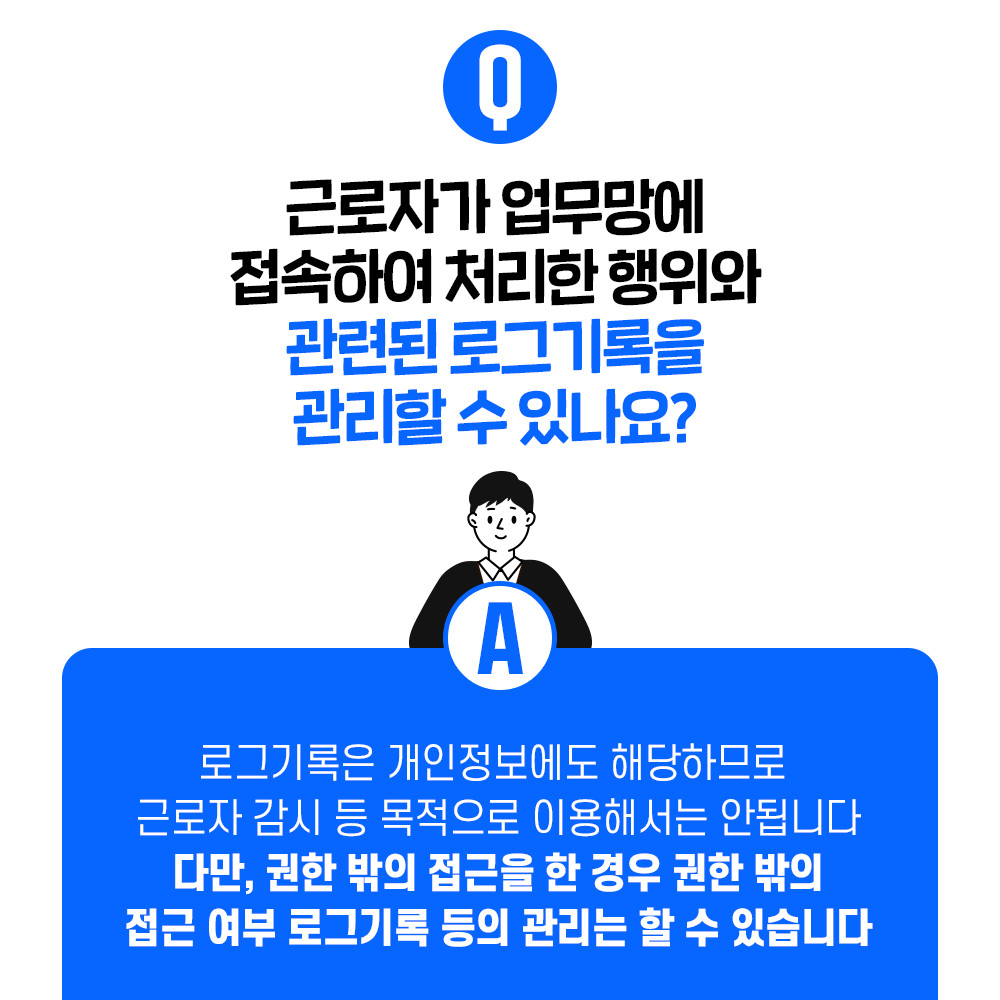 Q
근로자가 업무망에
접속하여 처리한 행위와
관련된 로그기록을
관리할 수 있나요?
A
로그기록은 개인정보에도 해당하므로
근로자 감시 등 목적으로 이용해서는 안됩니다
다만, 권한 밖의 접근을 한 경우 권한 밖의
접근 여부 로그기록 등의 관리는 할 수 있습니다